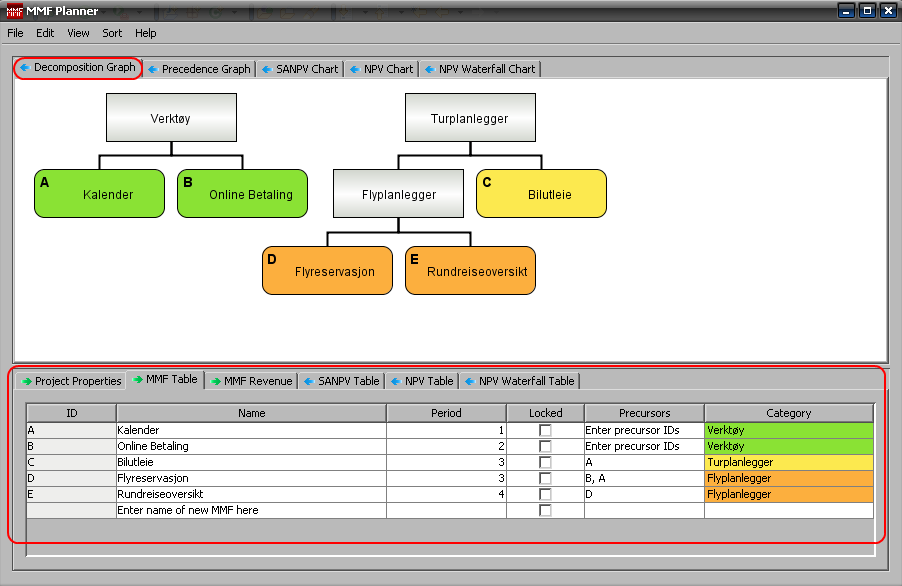 MMF MMF Planner
File Edit View Sort Help
Decomposition Graph Precedence Graph SANPV Chart NPV Chart NPV Waterfall Chart
Verktøy Turplanlegger
A Kalender B Online Betaling Flyplanlegger C Bilutleie
D Flyreservasjon E Rundreiseoversikt
Project Properties MMF Table MMF Revenue SANPV Table NPV Table NPV Waterfall Table
ID Name Period Locked Precursors Category
A Kalender 1 Enter precursor IDs Verktøy
B Online Betaling 2 Enter precursor IDs Verktøy
C Bilutleie 3 A Turplanlegger
D Flyreservasjon 3 B, A Flyplanlegger
E Rundreiseoversikt 4 D Flyplanlegger
Enter name of new MMF here